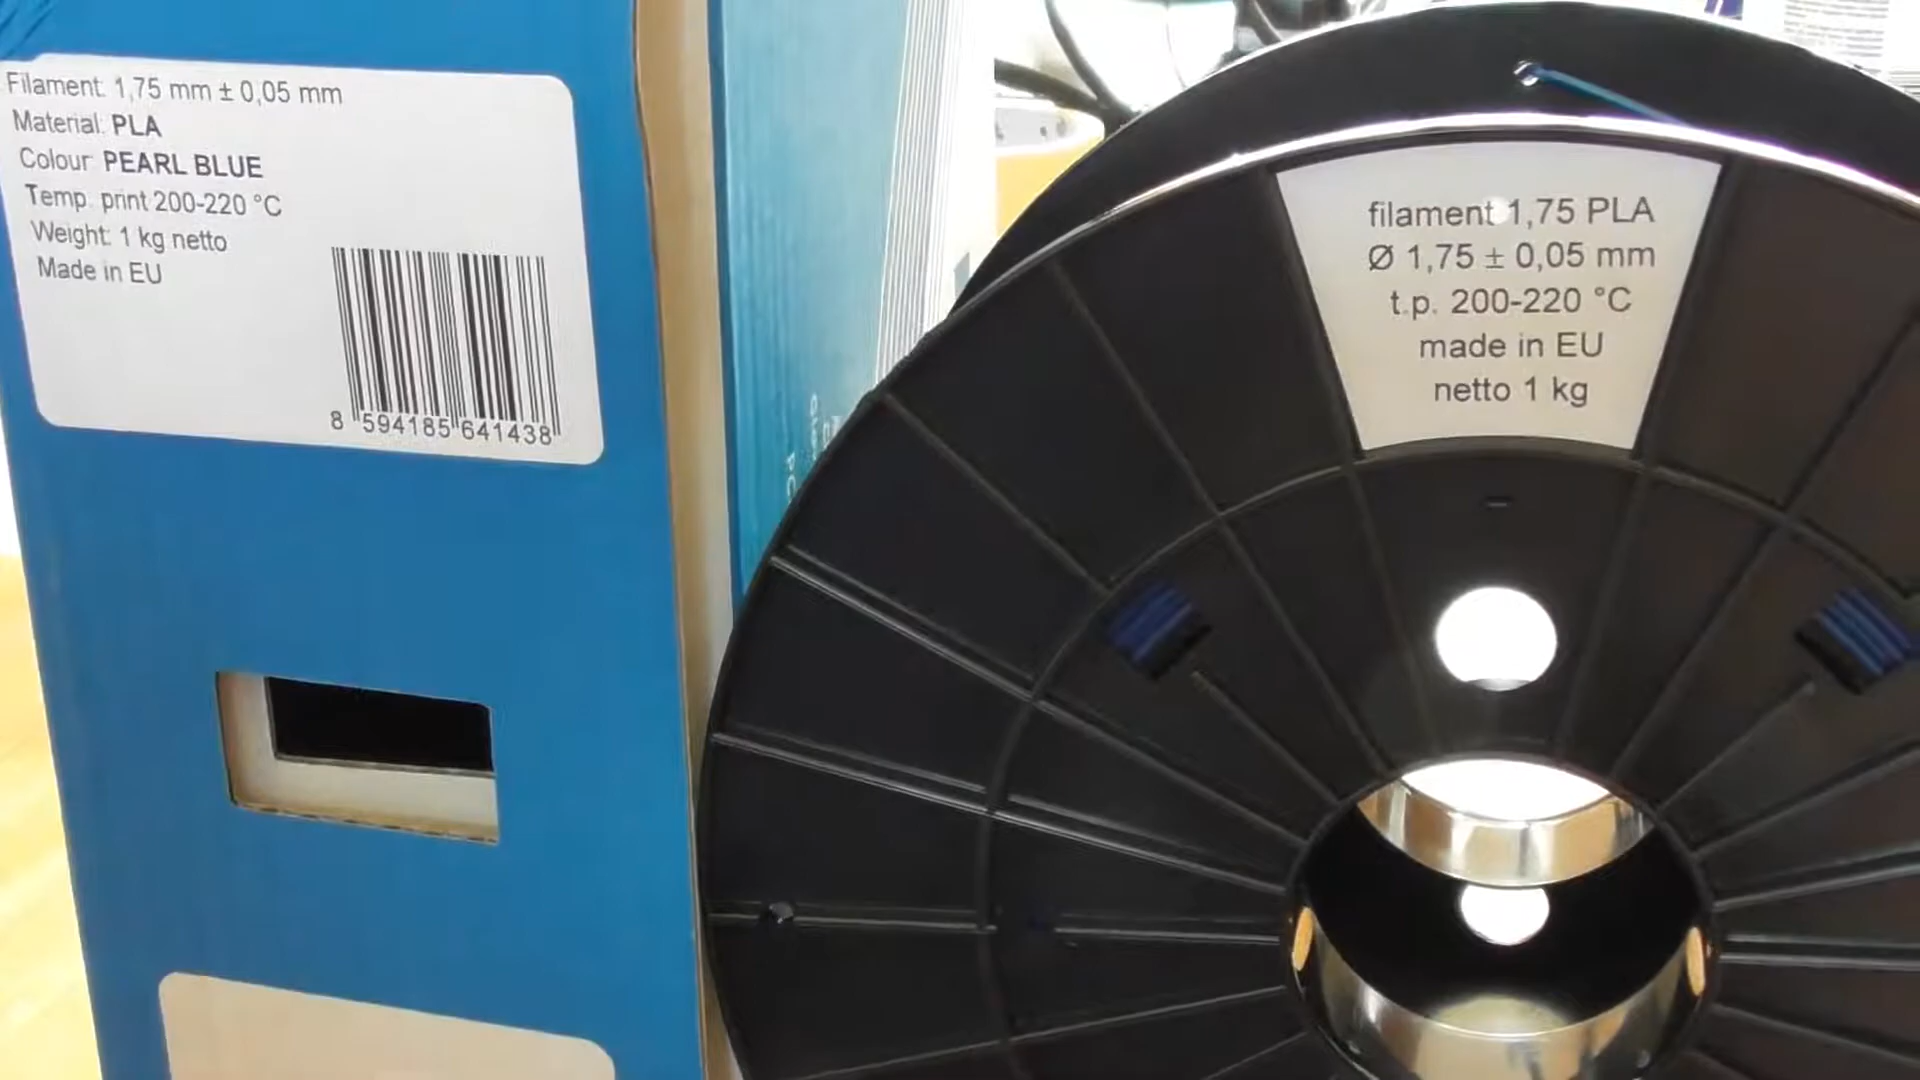 Filament: 1,75 mm ± 0,05 mm
Material: PLA
Colour: PEARL BLUE
Temp. print 200-220 °C
Weight: 1 kg netto
Made in EU
8 594185 641438
filament 1,75 PLA
Ø 1,75 ± 0,05 mm
t.p. 200-220 °C
made in EU
netto 1 kg